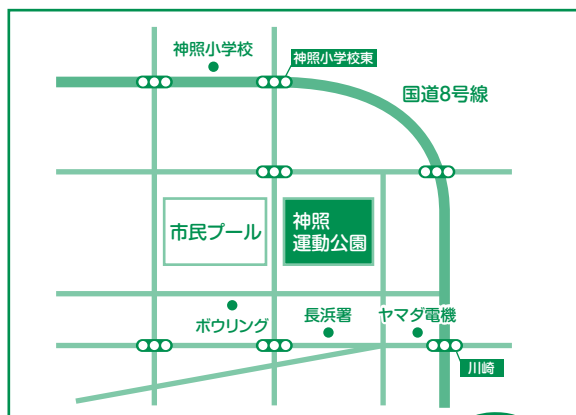 神照小学校
神照小学校東
国道8号線
市民プール
神照
運動公園
ボウリング
長浜署
ヤマダ電機
川崎